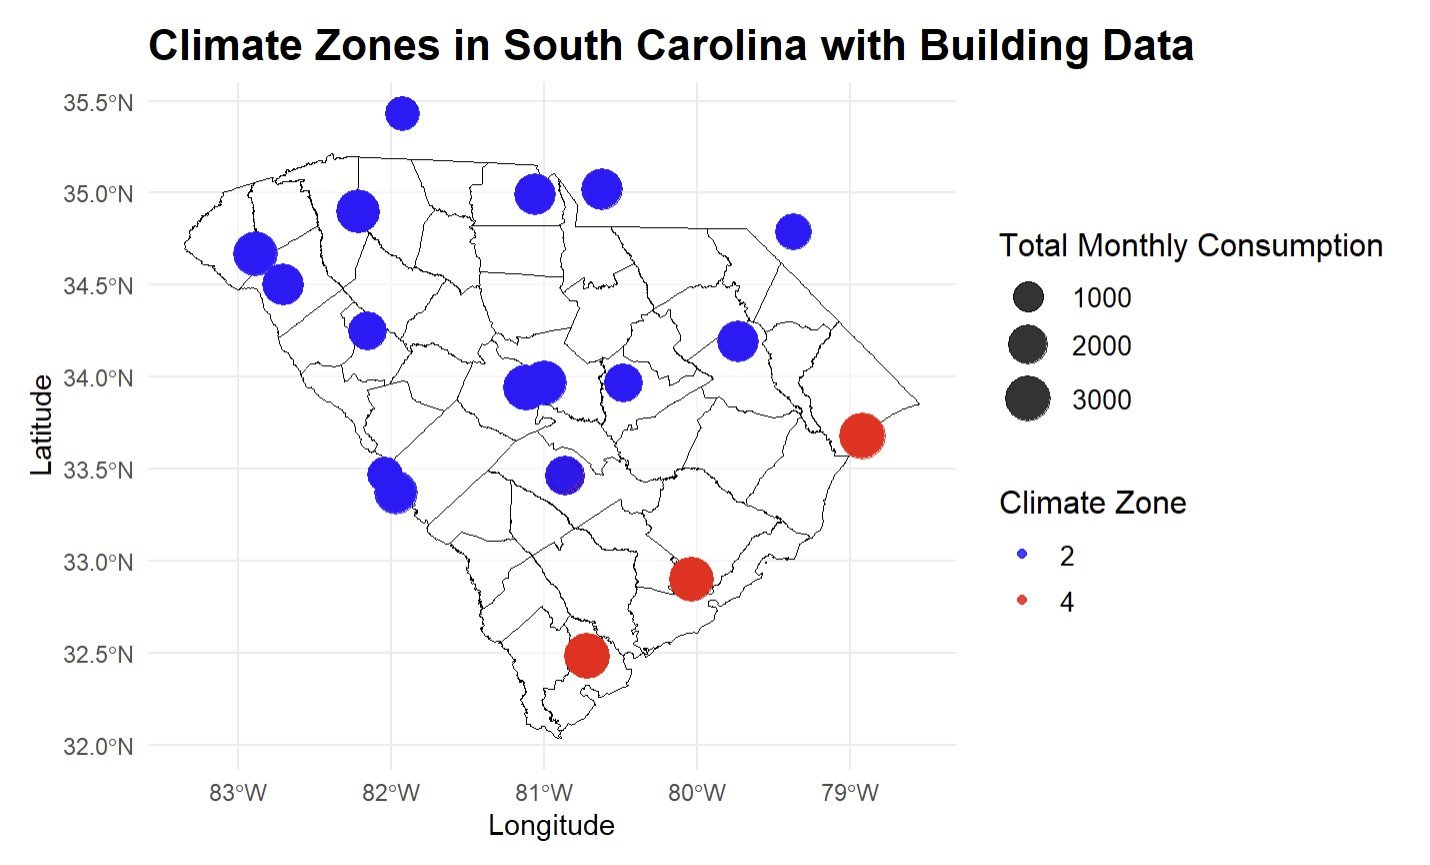 Climate Zones in South Carolina with Building Data
35.5°N
35.0°N
34.5°N
34.0°N
33.5°N
33.0°N
32.5°N
32.0°N
Latitude
83°W
82°W
81°W
80°W
79°W
Longitude
Total Monthly Consumption
1000
2000
3000
Climate Zone
2
4